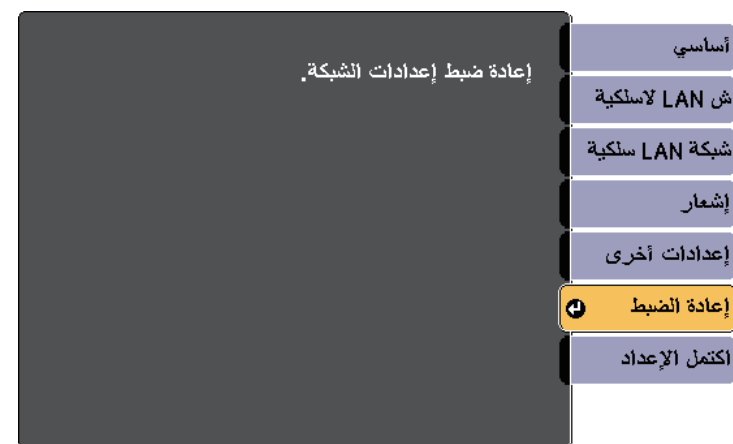 أساسي
ش LAN لاسلكية
شبكة LAN سلكية
إشعار
إعدادات أخرى
إعادة الضبط
اكتمل الإعداد
إعادة ضبط إعدادات الشبكة.